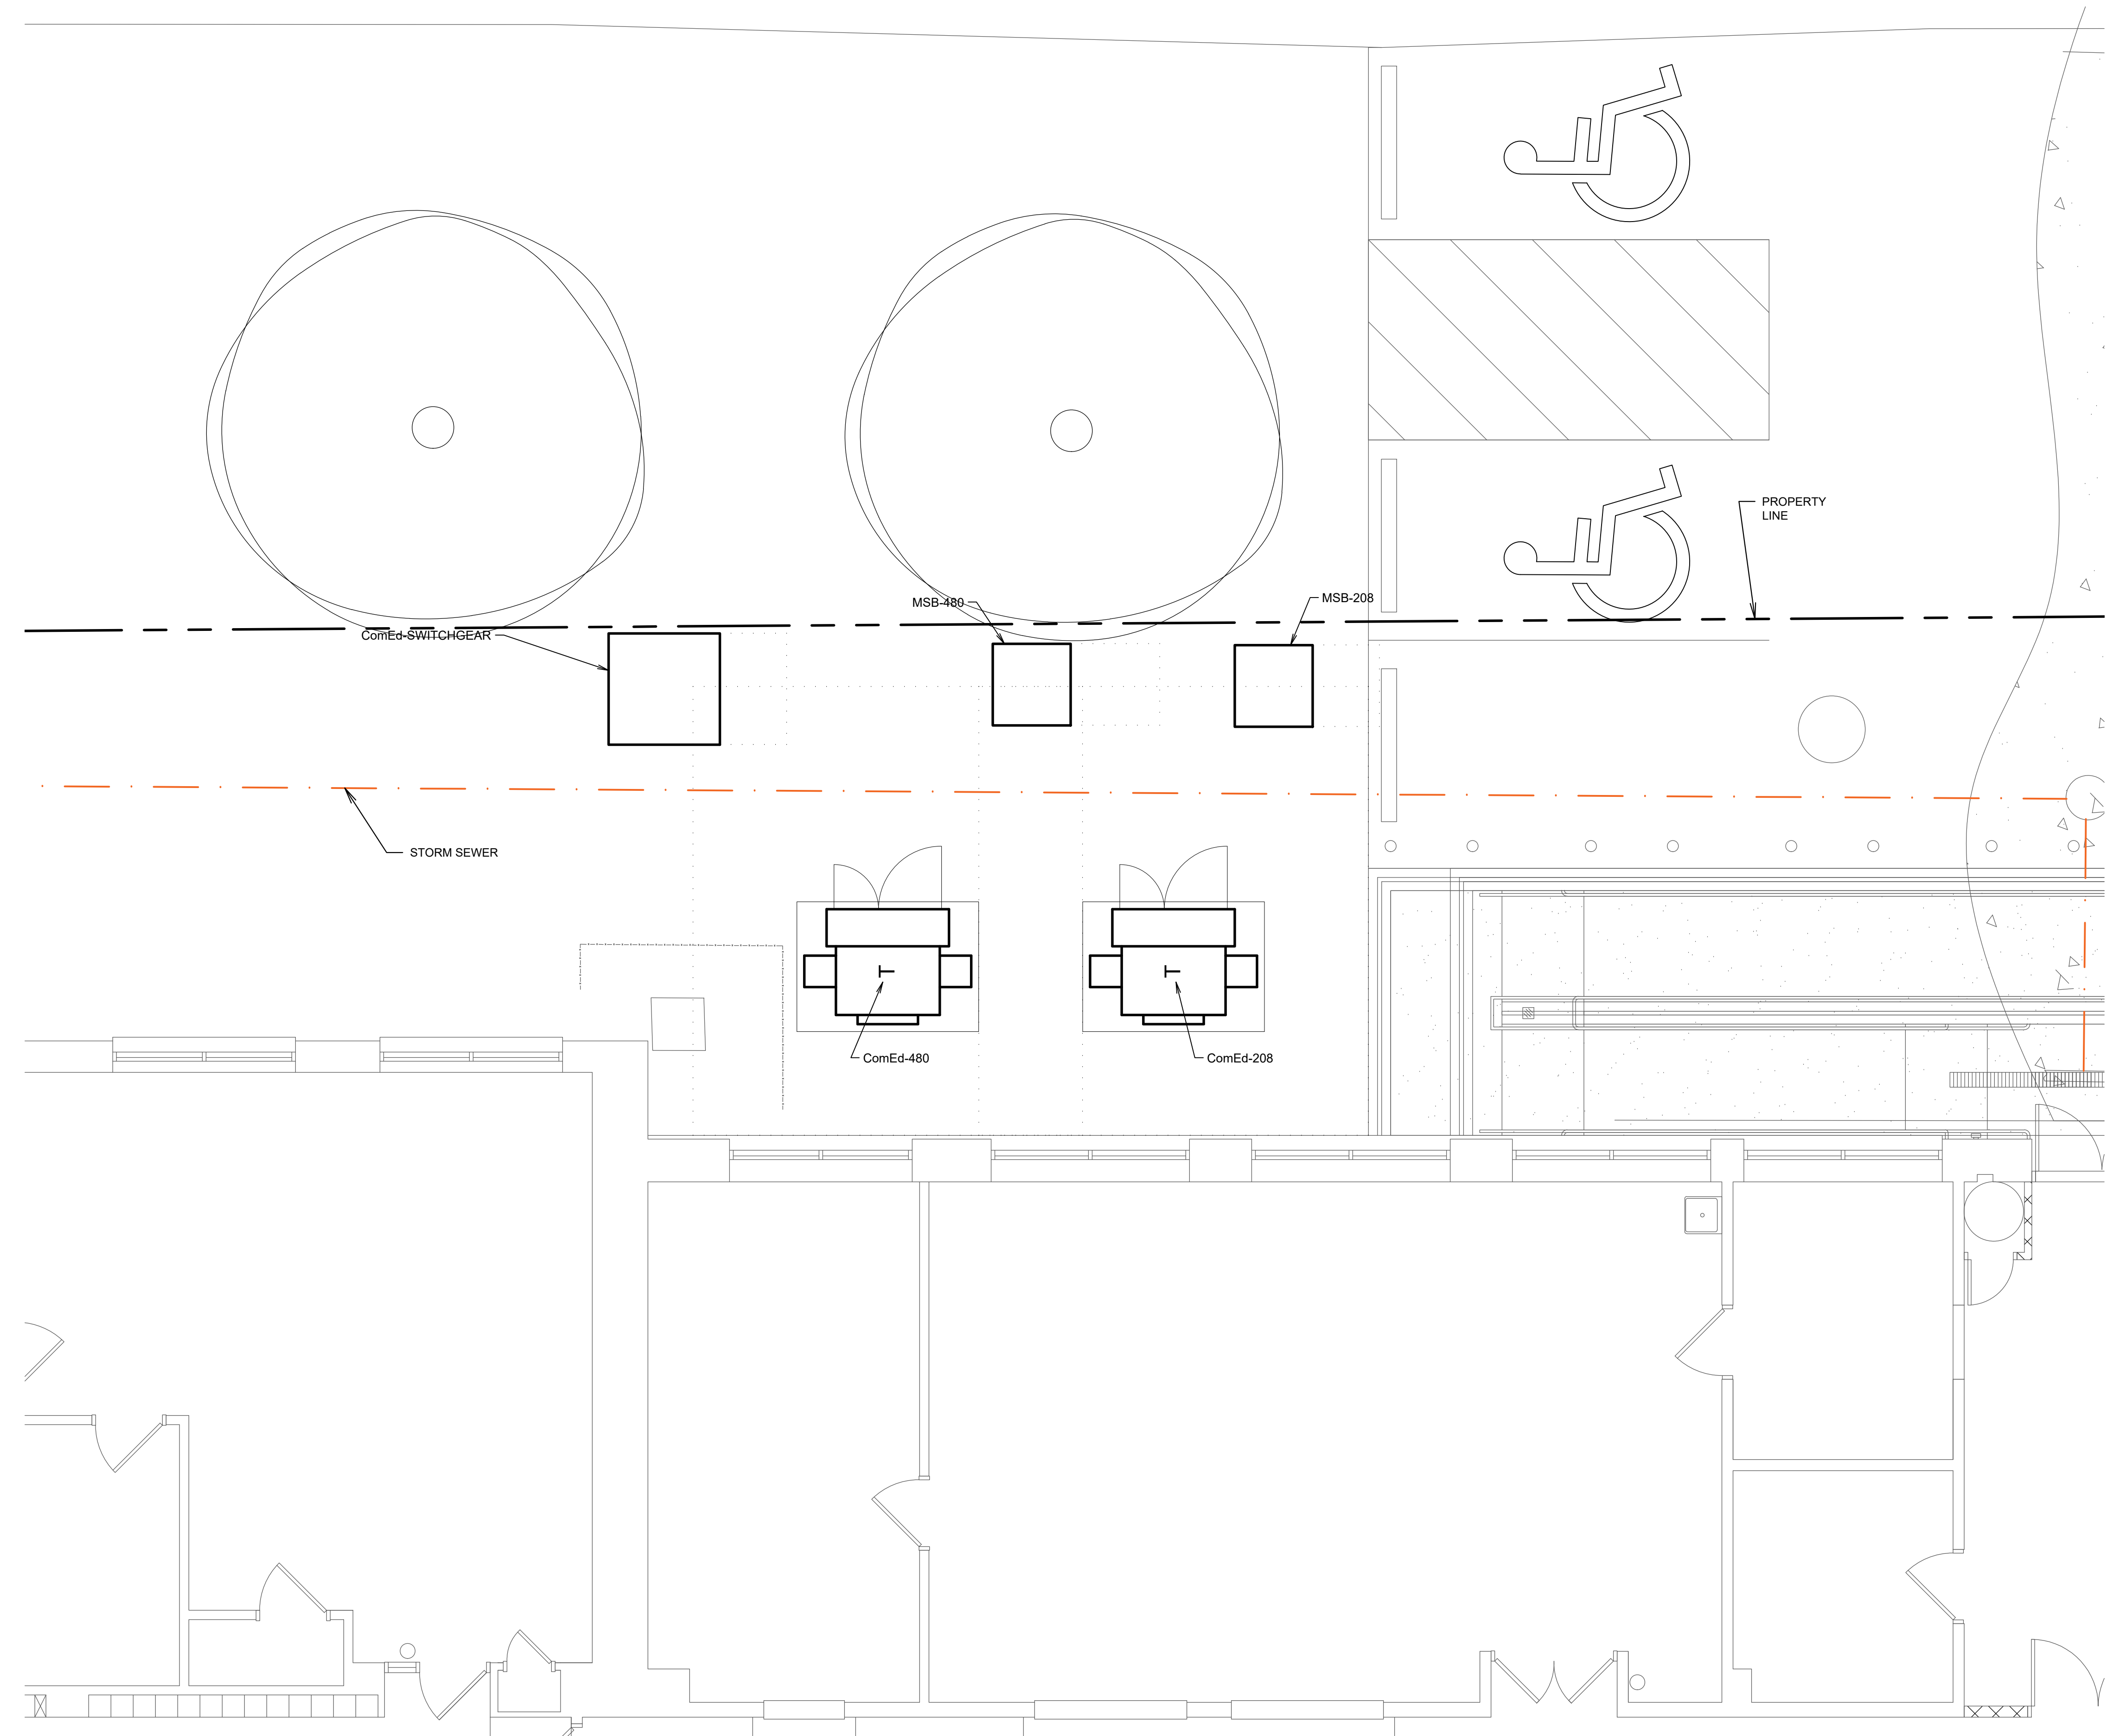 PROPERTY
LINE
MSB-480
MSB-208
ComEd-SWITCHGEAR
STORM SEWER
ComEd-480
ComEd-208